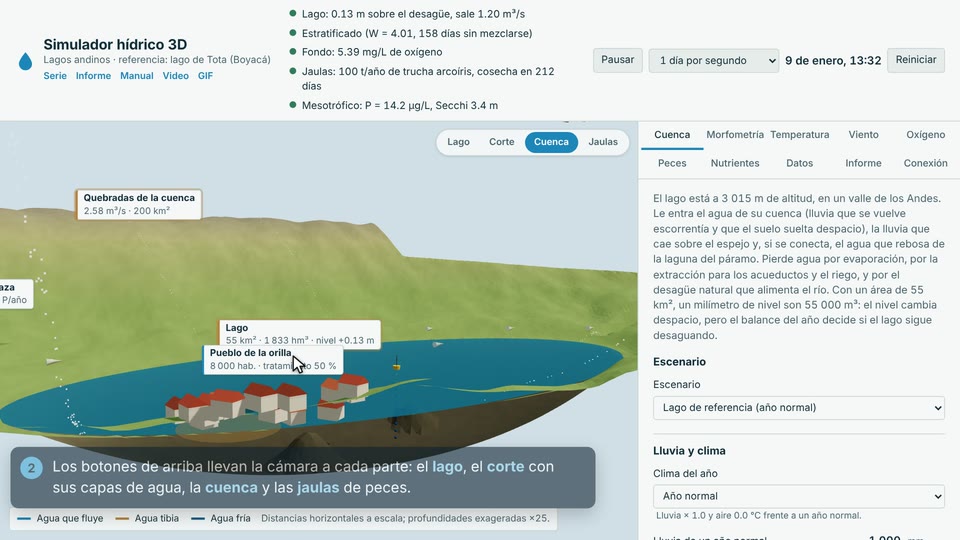 Simulador hídrico 3D
Lagos andinos · referencia: lago de Tota (Boyacá)
Serie Informe Manual Video GIF
Lago: 0.13 m sobre el desagüe, sale 1.20 m³/s
Estratificado (W = 4.01, 158 días sin mezclarse)
Fondo: 5.39 mg/L de oxígeno
Jaulas: 100 t/año de trucha arcoíris, cosecha en 212
días
Mesotrófico: P = 14.2 µg/L, Secchi 3.4 m
Pausar
1 día por segundo
9 de enero, 13:32
Reiniciar
Lago Corte Cuenca Jaulas
Quebradas de la cuenca
2.58 m³/s · 200 km²
aza
P/año
Lago
55 km² · 1 833 hm³ · nivel +0.13 m
Pueblo de la orilla
8 000 hab. · tratamiento 50 %
2 Los botones de arriba llevan la cámara a cada parte: el lago, el corte con
sus capas de agua, la cuenca y las jaulas de peces.
Agua que fluye Agua tibia Agua fría Distancias horizontales a escala; profundidades exageradas ×25.
Cuenca Morfometría Temperatura Viento Oxígeno
Peces Nutrientes Datos Informe Conexión
El lago está a 3 015 m de altitud, en un valle de los Andes.
Le entra el agua de su cuenca (lluvia que se vuelve
escorrentía y que el suelo suelta despacio), la lluvia que
cae sobre el espejo y, si se conecta, el agua que rebosa de
la laguna del páramo. Pierde agua por evaporación, por la
extracción para los acueductos y el riego, y por el
desagüe natural que alimenta el río. Con un área de 55
km², un milímetro de nivel son 55 000 m³: el nivel cambia
despacio, pero el balance del año decide si el lago sigue
desaguando.
Escenario
Escenario
Lago de referencia (año normal)
Lluvia y clima
Clima del año
Año normal
Lluvia × 1.0 y aire 0.0 °C frente a un año normal.
Lluvia de un año normal 1 000 mm